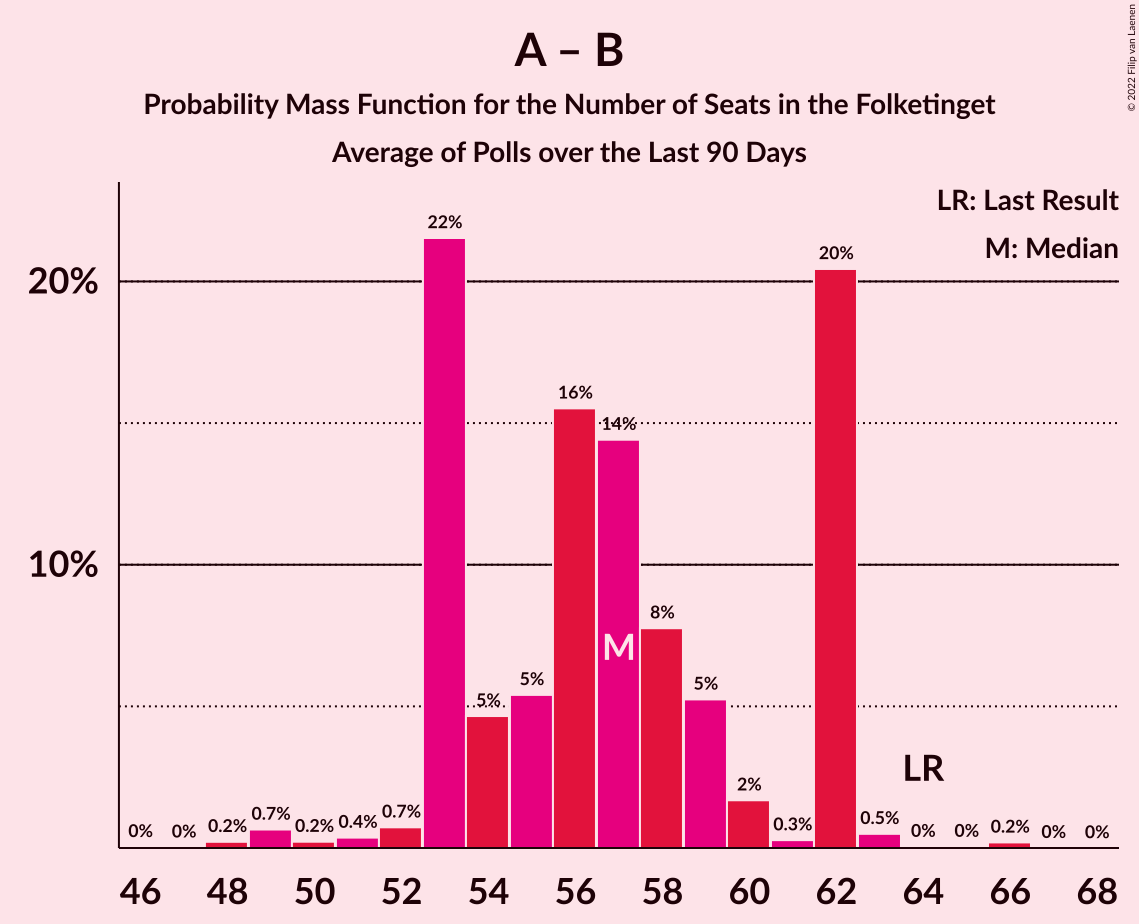 A – B
Probability Mass Function for the Number of Seats in the Folketinget
Average of Polls over the Last 90 Days
© 2022 Filip van Laenen
LR: Last Result
M: Median
20%
10%
0%
0%
0.2%
0.7%
0.2%
0.4%
0.7%
22%
5%
5%
16%
14%
8%
5%
2%
0.3%
20%
0.5%
0%
0%
0.2%
0%
0%
M
LR
46 48 50 52 54 56 58 60 62 64 66 68